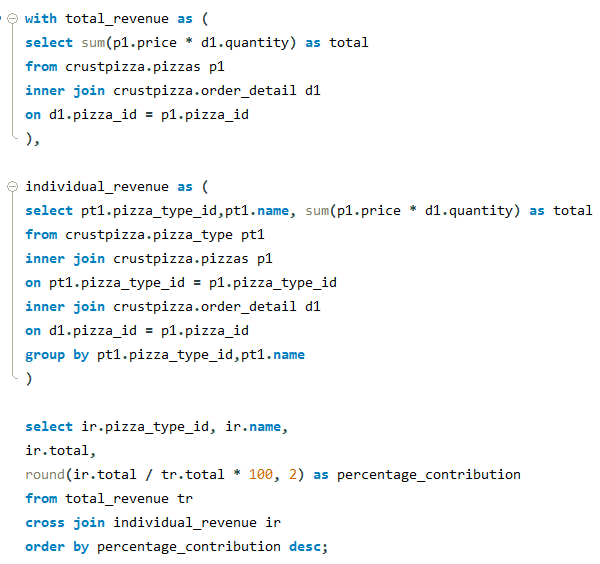 with total_revenue as (
select sum(p1.price * d1.quantity) as total
from crustpizza.pizzas p1
inner join crustpizza.order_detail d1
on d1.pizza_id = p1.pizza_id
),
individual_revenue as (
select pt1.pizza_type_id,pt1.name, sum(p1.price * d1.quantity) as total
from crustpizza.pizza_type pt1
inner join crustpizza.pizzas p1
on pt1.pizza_type_id = p1.pizza_type_id
inner join crustpizza.order_detail d1
on d1.pizza_id = p1.pizza_id
group by pt1.pizza_type_id,pt1.name
)
select ir.pizza_type_id, ir.name,
ir.total,
round(ir.total / tr.total * 100, 2) as percentage_contribution
from total_revenue tr
cross join individual_revenue ir
order by percentage_contribution desc;